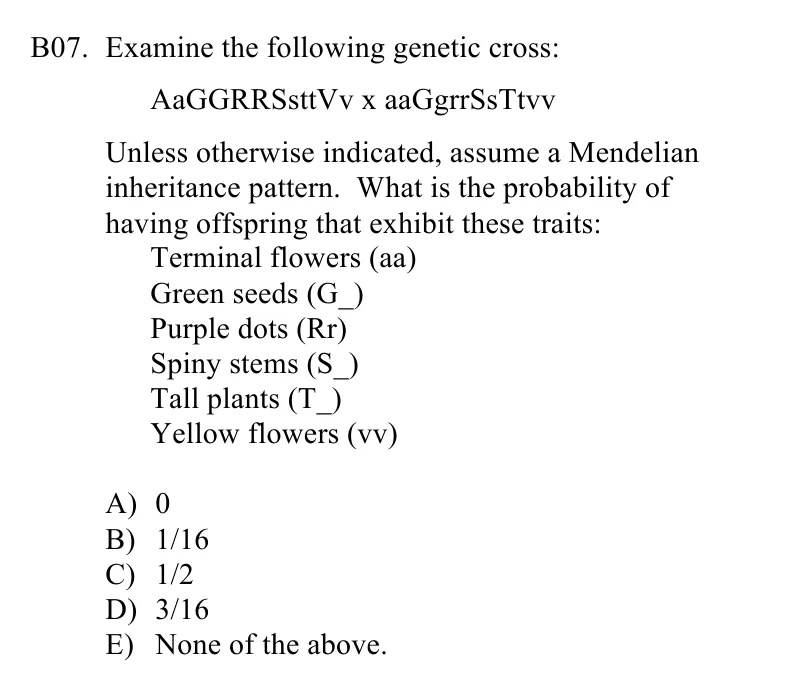 B07. Examine the following genetic cross:
AaGGRRSsttVv x aaGgrrSsTtvv
Unless otherwise indicated, assume a Mendelian
inheritance pattern. What is the probability of
having offspring that exhibit these traits:
Terminal flowers (aa)
Green seeds (G_)
Purple dots (Rr)
Spiny stems (S_)
Tall plants (T_)
Yellow flowers (vv)
A) 0
B) 1/16
C) 1/2
D) 3/16
E) None of the above.